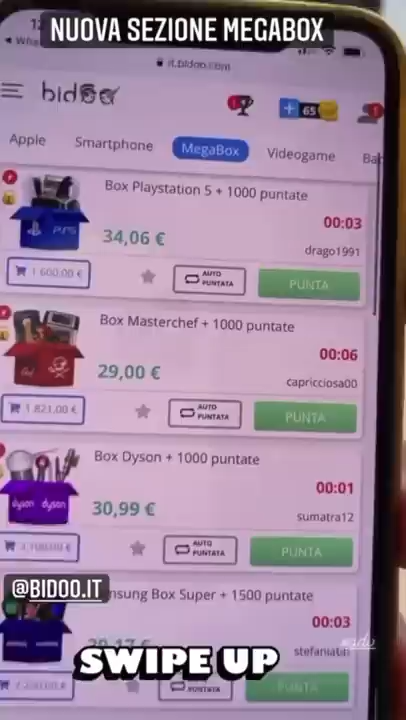 NUOVA SEZIONE MEGABOX
it.bidoo.com
bidoo
65
Apple Smartphone MegaBox Videogame
Box Playstation 5 + 1000 puntate
00:03
34,06 €
drago1991
1.600,00 €
AUTO PUNTATA
PUNTA
Box Masterchef + 1000 puntate
00:06
29,00 €
capricciosa00
1.821,00 €
AUTO PUNTATA
PUNTA
Box Dyson + 1000 puntate
00:01
30,99 €
sumatra12
AUTO PUNTATA
PUNTA
@BIDOO.IT
Box Super + 1500 puntate
00:03
PUNTATA
PUNTA
SWIPE UP